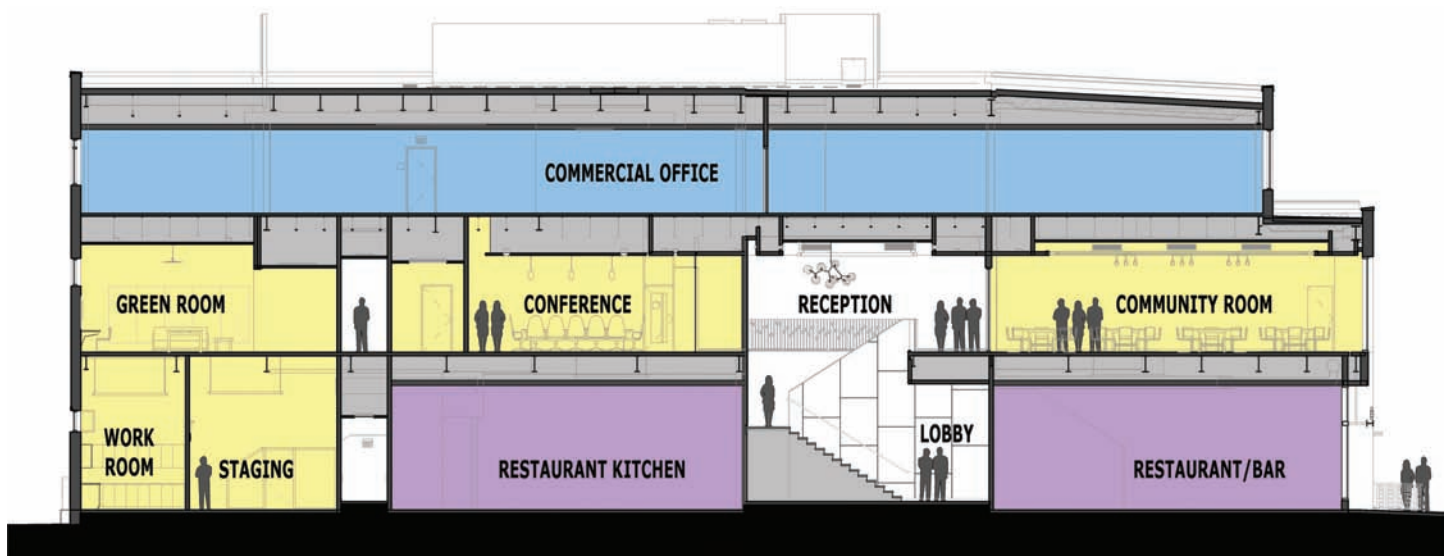 COMMERCIAL OFFICE
GREEN ROOM
CONFERENCE
RECEPTION
COMMUNITY ROOM
WORK
ROOM
STAGING
RESTAURANT KITCHEN
LOBBY
RESTAURANT/BAR